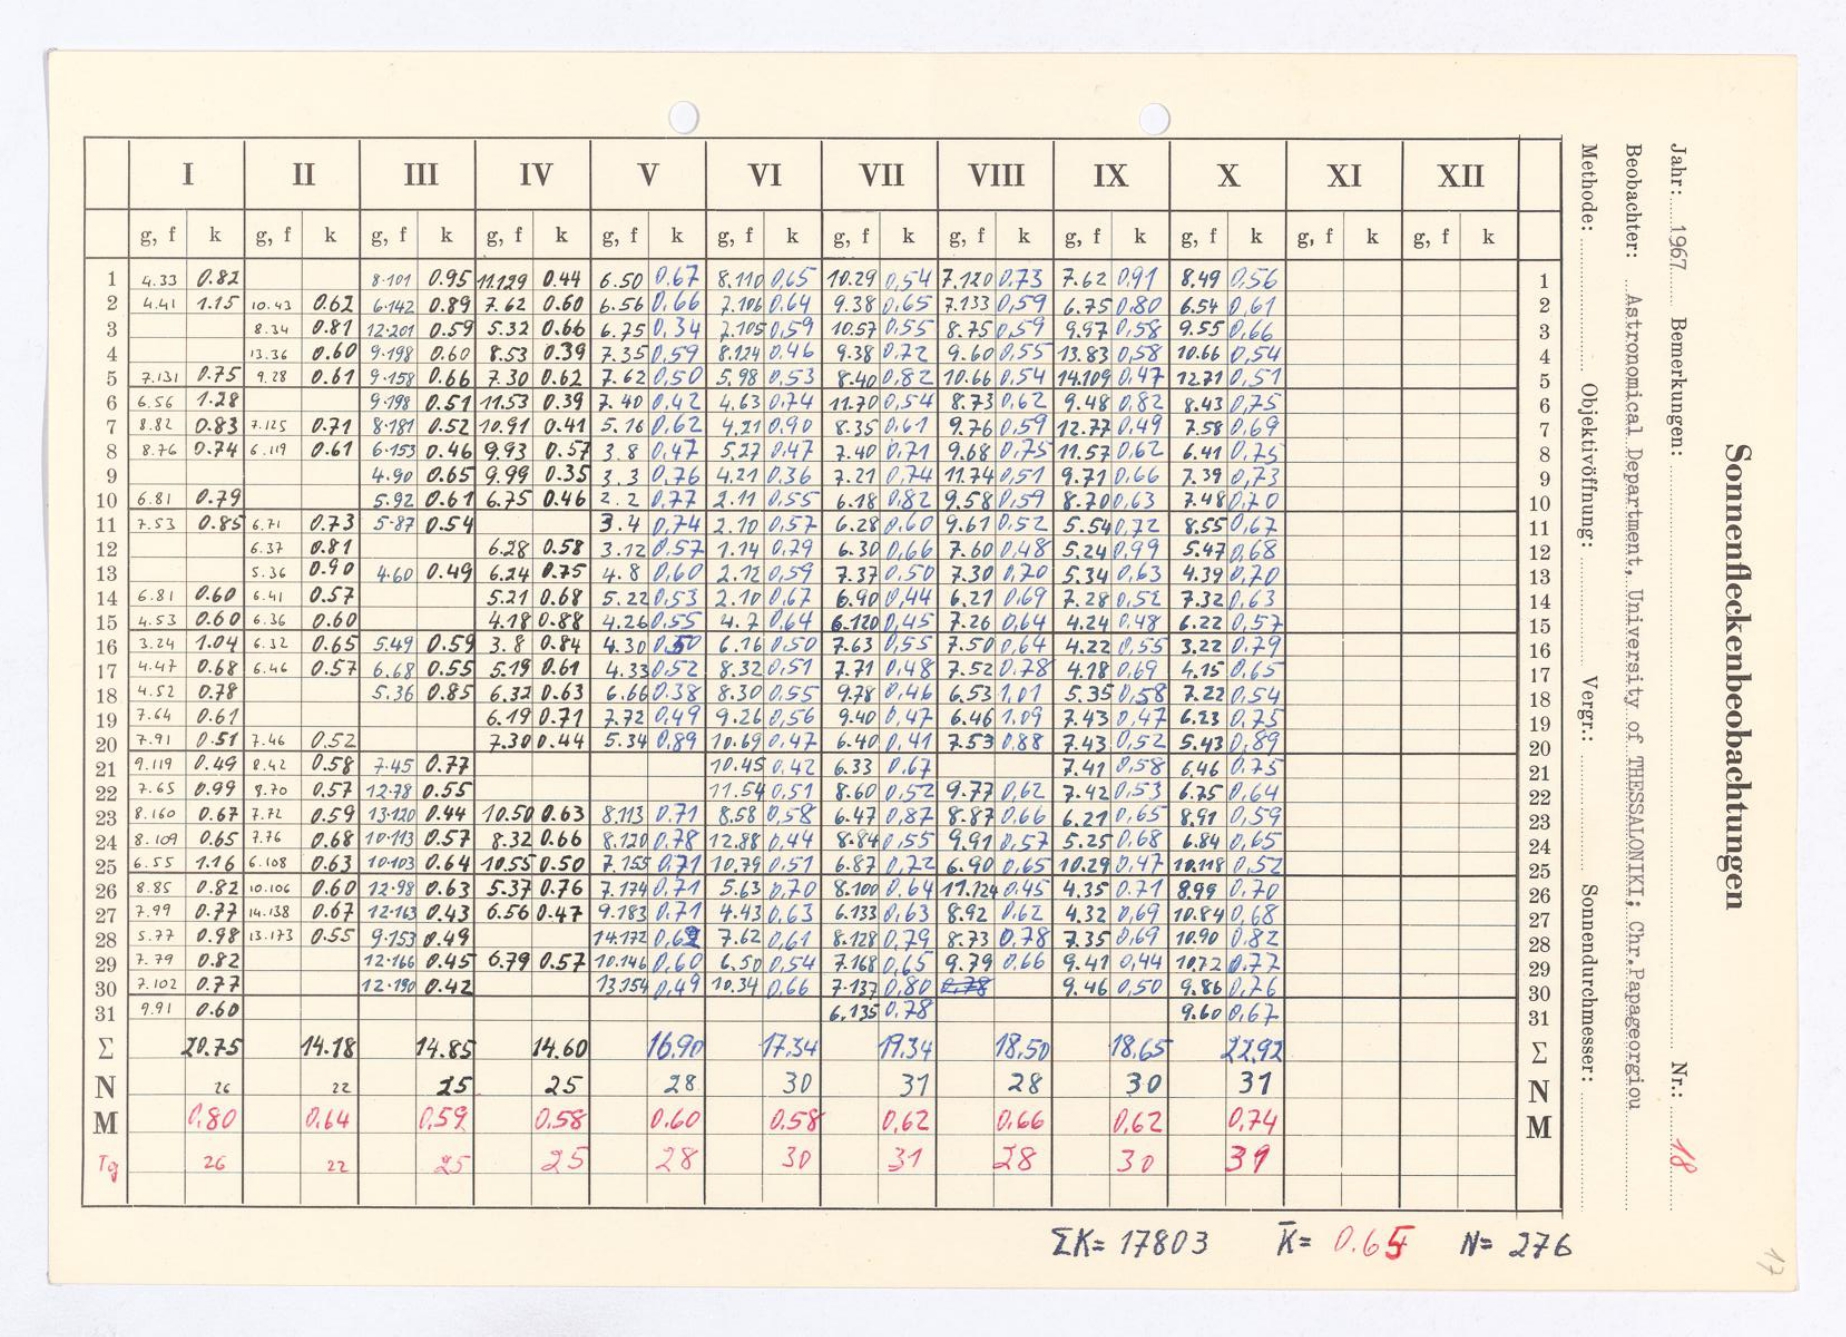 I II III IV V VI VII VIII IX X XI XII
g, f k g, f k g, f k g, f k g, f k g, f k g, f k g, f k g, f k g, f k g, f k g, f k
1 4.33 0.82 8.101 0.95 11.129 0.44 6.50 0.67 8.110 0,65 10.29 0,54 7.120 0.73 7.62 0,91 8.49 0,56 1
2 4.41 1.15 10.43 0.62 6.142 0.89 7.62 0.60 6.56 0.66 7.106 0.64 9.38 0,65 7.133 0,59 6.75 0,80 6.54 0,61 2
3 8.34 0.81 12.201 0.59 5.32 0.66 6.75 0,34 7.105 0,59 10.57 0,55 8.75 0,59 9.97 0,58 9.55 0,66 3
4 13.36 0.60 9.198 0.60 8.53 0.39 7.35 0,59 8.124 0.46 9.38 0,72 9.60 0,55 13.83 0,58 10.66 0,54 4
5 7.131 0.75 9.28 0.61 9.158 0.66 7.30 0.62 7.62 0,50 5.98 0,53 8.40 0,82 10.66 0,54 14.109 0,47 12.71 0,51 5
6 6.56 1.28 9.198 0.51 11.53 0.39 7.40 0,42 4.63 0,74 11.70 0,54 8.73 0,62 9.48 0,82 8.43 0,75 6
7 8.82 0.83 7.125 0.71 8.181 0.52 10.91 0.41 5.16 0,62 4.21 0,90 8.35 0,61 9.76 0,59 12.77 0,49 7.58 0,69 7
8 8.76 0.74 6.119 0.61 6.153 0.46 9.93 0.57 3.8 0,47 5.27 0,47 7.40 0,71 9.68 0,75 11.57 0,62 6.41 0,75 8
9 4.90 0.65 9.99 0.35 3.3 0,76 4.21 0.36 7.21 0,74 11.74 0,51 9.71 0,66 7.39 0,73 9
10 6.81 0.79 5.92 0.61 6.75 0.46 2.2 0,77 2.11 0,55 6.18 0,82 9.58 0,59 8.70 0,63 7.48 0,70 10
11 7.53 0.85 6.71 0.73 5.87 0.54 3.4 0,74 2.10 0,57 6.28 0,60 9.61 0,52 5.54 0,72 8.55 0,67 11
12 6.37 0.81 6.28 0.58 3.12 0,57 1.14 0,79 6.30 0,66 7.60 0,48 5.24 0,99 5.47 0,68 12
13 5.36 0.90 4.60 0.49 6.24 0.75 4.8 0,60 2.12 0,59 7.37 0,50 7.30 0,70 5.34 0,63 4.39 0,70 13
14 6.81 0.60 6.41 0.57 5.21 0.68 5.22 0,53 2.10 0,67 6.90 0,44 6.21 0,69 7.28 0,52 7.32 0,63 14
15 4.53 0.60 6.36 0.60 4.18 0.88 4.26 0,55 4.7 0,64 6.120 0,45 7.26 0,64 4.24 0,48 6.22 0,57 15
16 3.24 1.04 6.32 0.65 5.49 0.59 3.8 0.84 4.30 0,50 6.16 0,50 7.63 0,55 7.50 0,64 4.22 0,55 3.22 0,79 16
17 4.47 0.68 6.46 0.57 6.68 0.55 5.19 0.61 4.33 0,52 8.32 0,51 7.71 0,48 7.52 0,78 4.18 0,69 4.15 0,65 17
18 4.52 0.78 5.36 0.85 6.32 0.63 6.66 0.38 8.30 0,55 9.78 0,46 6.53 1,01 5.35 0,58 7.22 0,54 18
19 7.64 0.61 6.19 0.71 7.72 0,49 9.26 0,56 9.40 0,47 6.46 1.09 7.43 0,47 6.23 0,75 19
20 7.91 0.51 7.46 0.52 7.30 0.44 5.34 0,89 10.69 0,47 6.40 0,41 7.53 0,88 7.43 0,52 5.43 0,89 20
21 9.119 0.49 8.42 0.58 7.45 0.77 10.45 0,42 6.33 0,67 7.41 0,58 6.46 0,75 21
22 7.65 0.99 8.70 0.57 12.78 0.55 11.54 0,51 8.60 0,52 9.77 0,62 7.42 0,53 6.75 0,64 22
23 8.160 0.67 7.72 0.59 13.120 0.44 10.50 0.63 8.113 0,71 8.58 0,58 6.47 0,87 8.87 0,66 6.21 0,65 8.91 0,59 23
24 8.109 0.65 7.76 0.68 10.113 0.57 8.32 0.66 8.120 0,78 12.88 0,44 8.84 0,55 9.91 0,57 5.25 0,68 6.84 0,65 24
25 6.55 1.16 6.108 0.63 10.103 0.64 10.55 0.50 7.155 0,71 10.79 0,51 6.87 0,72 6.90 0,65 10.29 0,47 10.118 0,52 25
26 8.85 0.82 10.106 0.60 12.98 0.63 5.37 0.76 7.174 0,71 5.63 0,70 8.100 0,64 11.124 0.45 4.35 0.71 8.99 0,70 26
27 7.99 0.77 14.138 0.67 12.163 0.43 6.56 0.47 9.183 0,71 4.43 0,63 6.133 0,63 8.92 0,62 4.32 0,69 10.84 0,68 27
28 5.77 0.98 13.173 0.55 9.153 0.49 14.172 7.62 0,61 8.128 0,79 8.73 0,78 7.35 0,69 10.90 0,82 28
29 7.79 0.82 12.166 0.45 6.79 0.57 10.146 0,60 6.50 0,54 7.168 0,65 9.79 0,66 9.41 0,44 10.72 0.77 29
30 7.102 0.77 12.190 0.42 13.154 0,49 10.34 0,66 7.137 0,80 0,78 9.46 0,50 9.86 0,76 30
31 9.91 0.60 6.135 0,78 9.60 0,67 31
Σ 20.75 14.18 14.85 14.60 16,90 17,34 19,34 18,50 18,65 22,92 Σ
N 26 22 25 25 28 30 31 28 30 31 N
M 0,80 0,64 0,59 0,58 0,60 0.58 0,62 0,66 0,62 0,74 M
Tg 26 22 25 25 28 30 31 28 30 31
ΣK= 17803 K̄= 0.65 N= 276
17
Sonnenfleckenbeobachtungen
Jahr: 1967 Bemerkungen: Nr.: 18
Beobachter: Astronomical Department, University of THESSALONIKI; Chr.Papageorgiou
Methode: Objektivöffnung: Vergr.: Sonnendurchmesser: